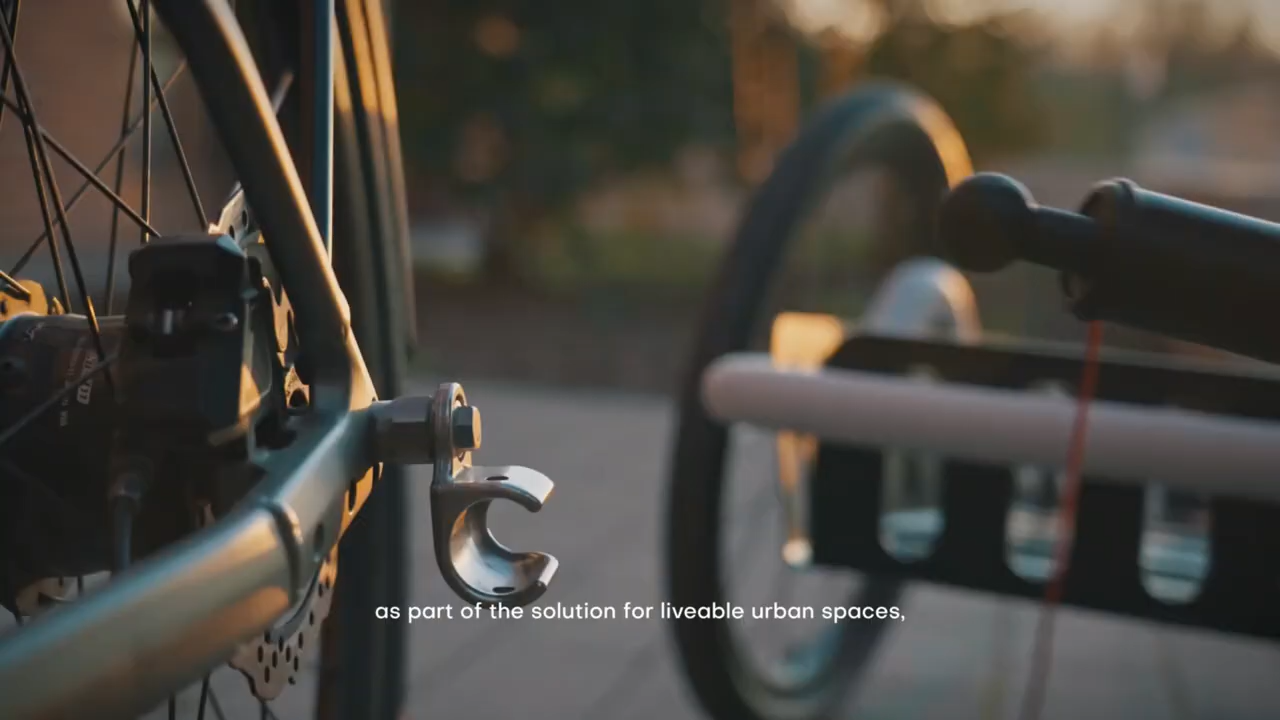 as part of the solution for liveable urban spaces,